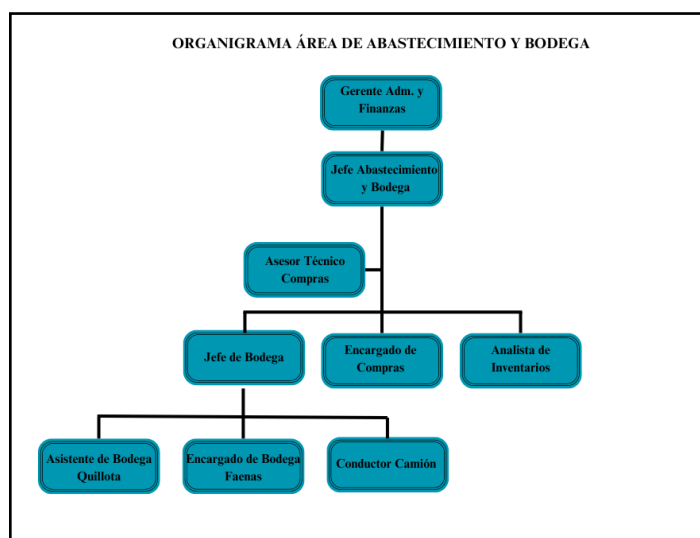 ORGANIGRAMA ÁREA DE ABASTECIMIENTO Y BODEGA
Gerente Adm. y
Finanzas
Jefe Abastecimiento
y Bodega
Asesor Técnico
Compras
Jefe de Bodega
Encargado de
Compras
Analista de
Inventarios
Asistente de Bodega
Quillota
Encargado de Bodega
Faenas
Conductor Camión